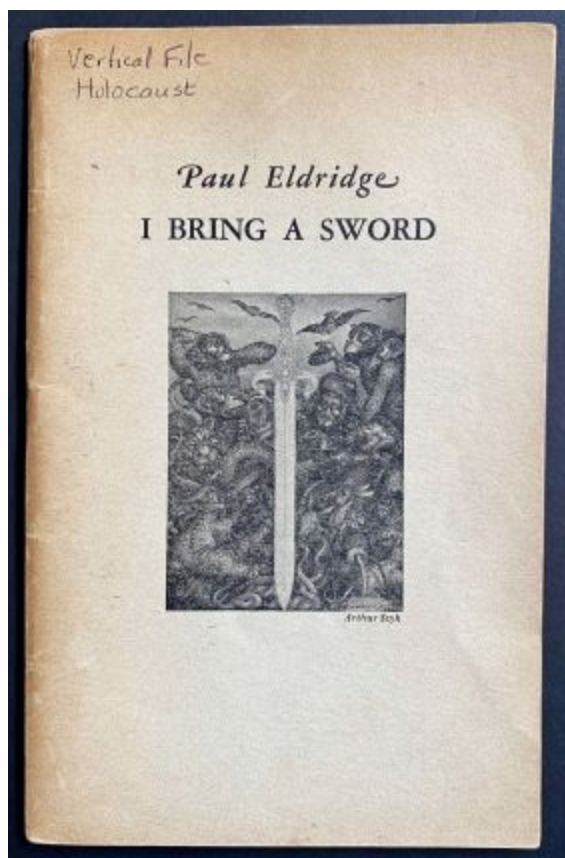 Vertical File
Holocaust
Paul Eldridge
I BRING A SWORD
Arthur Szyk